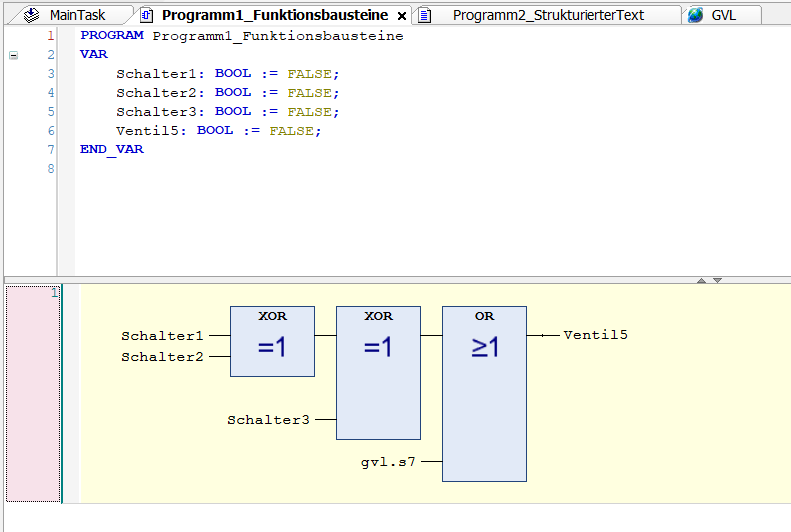 MainTask Programm1_Funktionsbausteine Programm2_StrukturierterText GVL
1 PROGRAM Programm1_Funktionsbausteine
2 VAR
3 Schalter1: BOOL := FALSE;
4 Schalter2: BOOL := FALSE;
5 Schalter3: BOOL := FALSE;
6 Ventil5: BOOL := FALSE;
7 END_VAR
8
1
XOR XOR OR
Schalter1 =1 =1 ≥1 Ventil5
Schalter2
Schalter3
gvl.s7